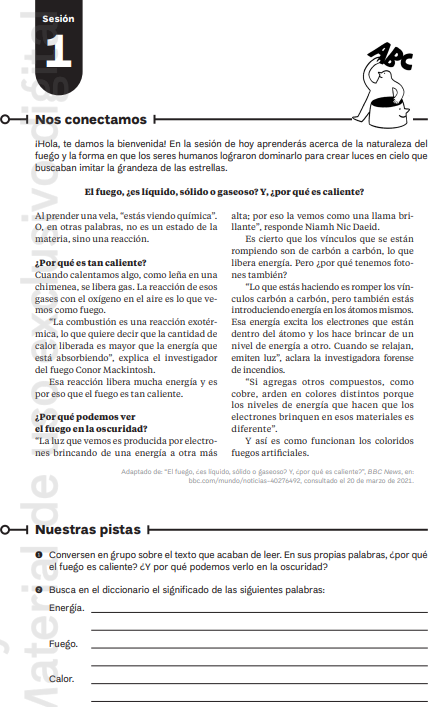 Sesión
1
ABC
Nos conectamos
¡Hola, te damos la bienvenida! En la sesión de hoy aprenderás acerca de la naturaleza del
fuego y la forma en que los seres humanos lograron dominarlo para crear luces en cielo que
buscaban imitar la grandeza de las estrellas.
El fuego, ¿es líquido, sólido o gaseoso? Y, ¿por qué es caliente?
Al prender una vela, “estás viendo química”.
O, en otras palabras, no es un estado de la
materia, sino una reacción.
¿Por qué es tan caliente?
Cuando calentamos algo, como leña en una
chimenea, se libera gas. La reacción de esos
gases con el oxígeno en el aire es lo que ve-
mos como fuego.
“La combustión es una reacción exotér-
mica, lo que quiere decir que la cantidad de
calor liberada es mayor que la energía que
está absorbiendo”, explica el investigador
del fuego Conor Mackintosh.
Esa reacción libera mucha energía y es
por eso que el fuego es tan caliente.
¿Por qué podemos ver
el fuego en la oscuridad?
“La luz que vemos es producida por electro-
nes brincando de una energía a otra más
alta; por eso la vemos como una llama bri-
llante”, responde Niamh Nic Daeid.
Es cierto que los vínculos que se están
rompiendo son de carbón a carbón, lo que
libera energía. Pero ¿por qué tenemos foto-
nes también?
“Lo que estás haciendo es romper los vín-
culos carbón a carbón, pero también estás
introduciendo energía en los átomos mismos.
Esa energía excita los electrones que están
dentro del átomo y los hace brincar de un
nivel de energía a otro. Cuando se relajan,
emiten luz”, aclara la investigadora forense
de incendios.
“Si agregas otros compuestos, como
cobre, arden en colores distintos porque
los niveles de energía que hacen que los
electrones brinquen en esos materiales es
diferente”.
Y así es como funcionan los coloridos
fuegos artificiales.
Adaptado de: “El fuego, ¿es líquido, sólido o gaseoso? Y, ¿por qué es caliente?”, BBC News, en:
bbc.com/mundo/noticias-40276492, consultado el 20 de marzo de 2021.
Nuestras pistas
1 Conversen en grupo sobre el texto que acaban de leer. En sus propias palabras, ¿por qué
el fuego es caliente? ¿Y por qué podemos verlo en la oscuridad?
2 Busca en el diccionario el significado de las siguientes palabras:
Energía.
Fuego.
Calor.
Material de uso exclusivo digital